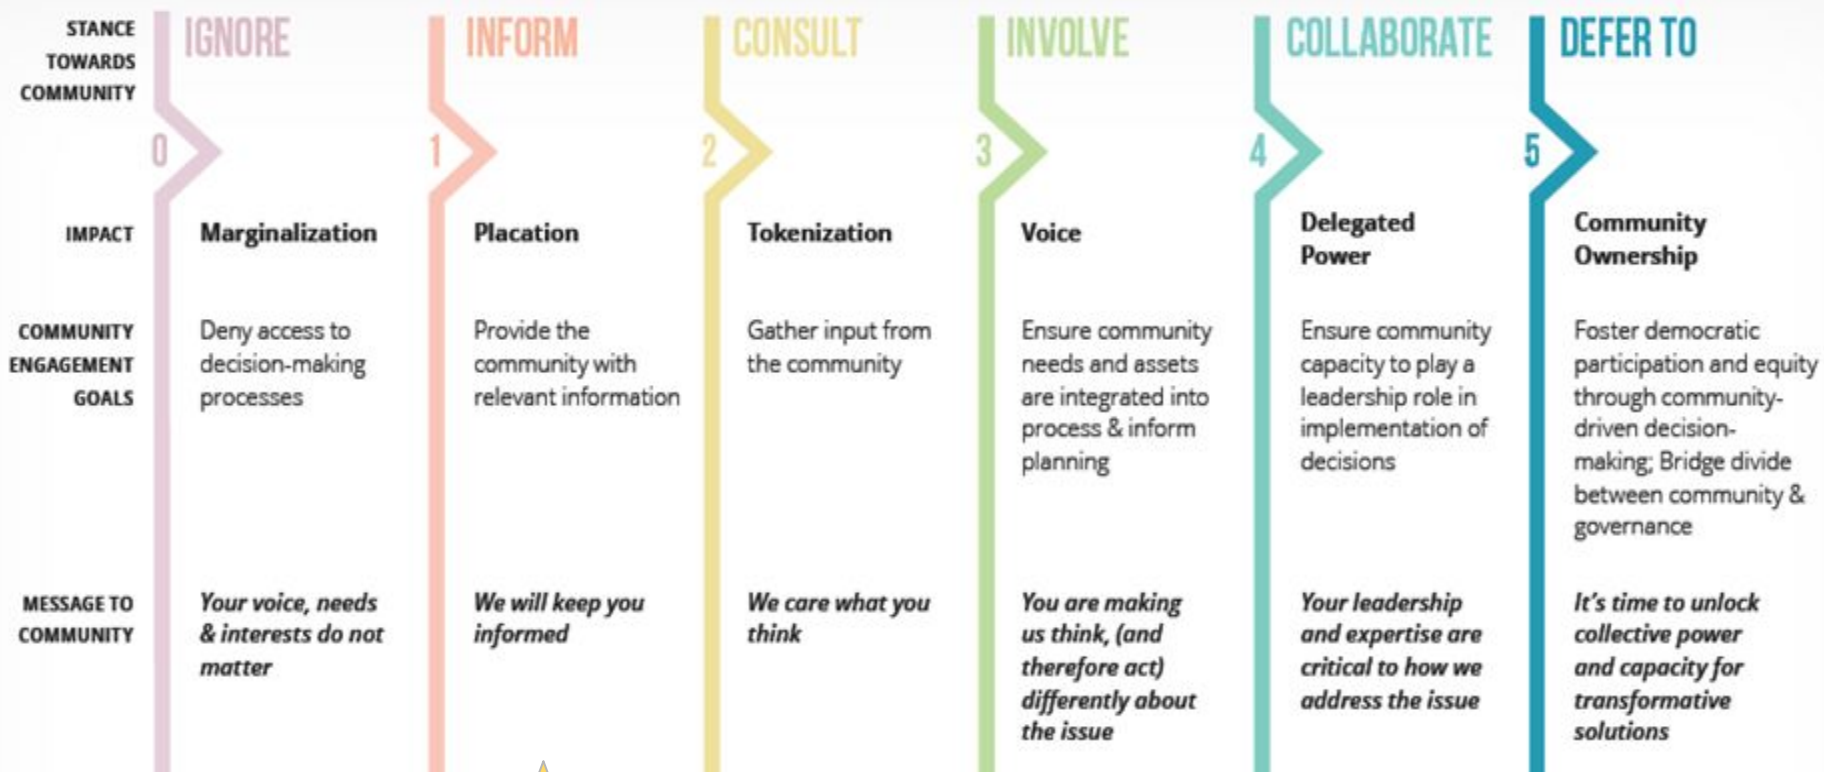 STANCE
TOWARDS
COMMUNITY
IGNORE
INFORM
CONSULT
INVOLVE
COLLABORATE
DEFER TO
0
1
2
3
4
5
IMPACT
Marginalization
Placation
Tokenization
Voice
Delegated
Power
Community
Ownership
COMMUNITY
ENGAGEMENT
GOALS
Deny access to
decision-making
processes
Provide the
community with
relevant information
Gather input from
the community
Ensure community
needs and assets
are integrated into
process & inform
planning
Ensure community
capacity to play a
leadership role in
implementation of
decisions
Foster democratic
participation and equity
through community-
driven decision-
making; Bridge divide
between community &
governance
MESSAGE TO
COMMUNITY
Your voice, needs
& interests do not
matter
We will keep you
informed
We care what you
think
You are making
us think, (and
therefore act)
differently about
the issue
Your leadership
and expertise are
critical to how we
address the issue
It's time to unlock
collective power
and capacity for
transformative
solutions